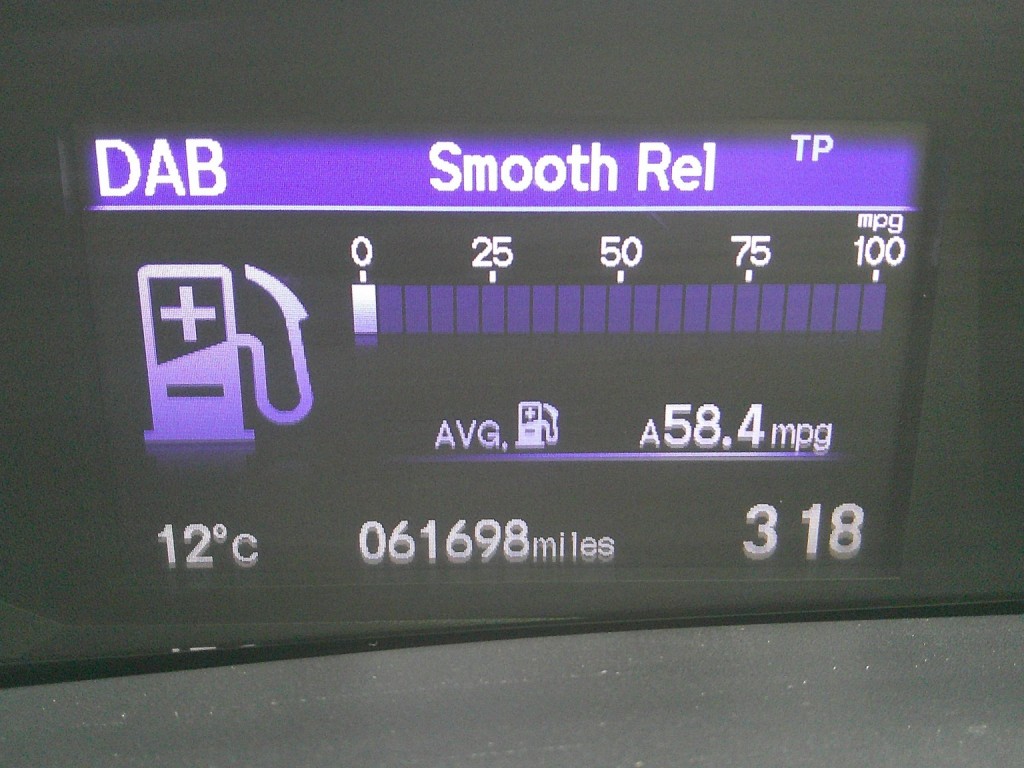 DAB Smooth Rel TP
mpg
0 25 50 75 100
AVG. A58.4mpg
12°C 061698miles 3 18